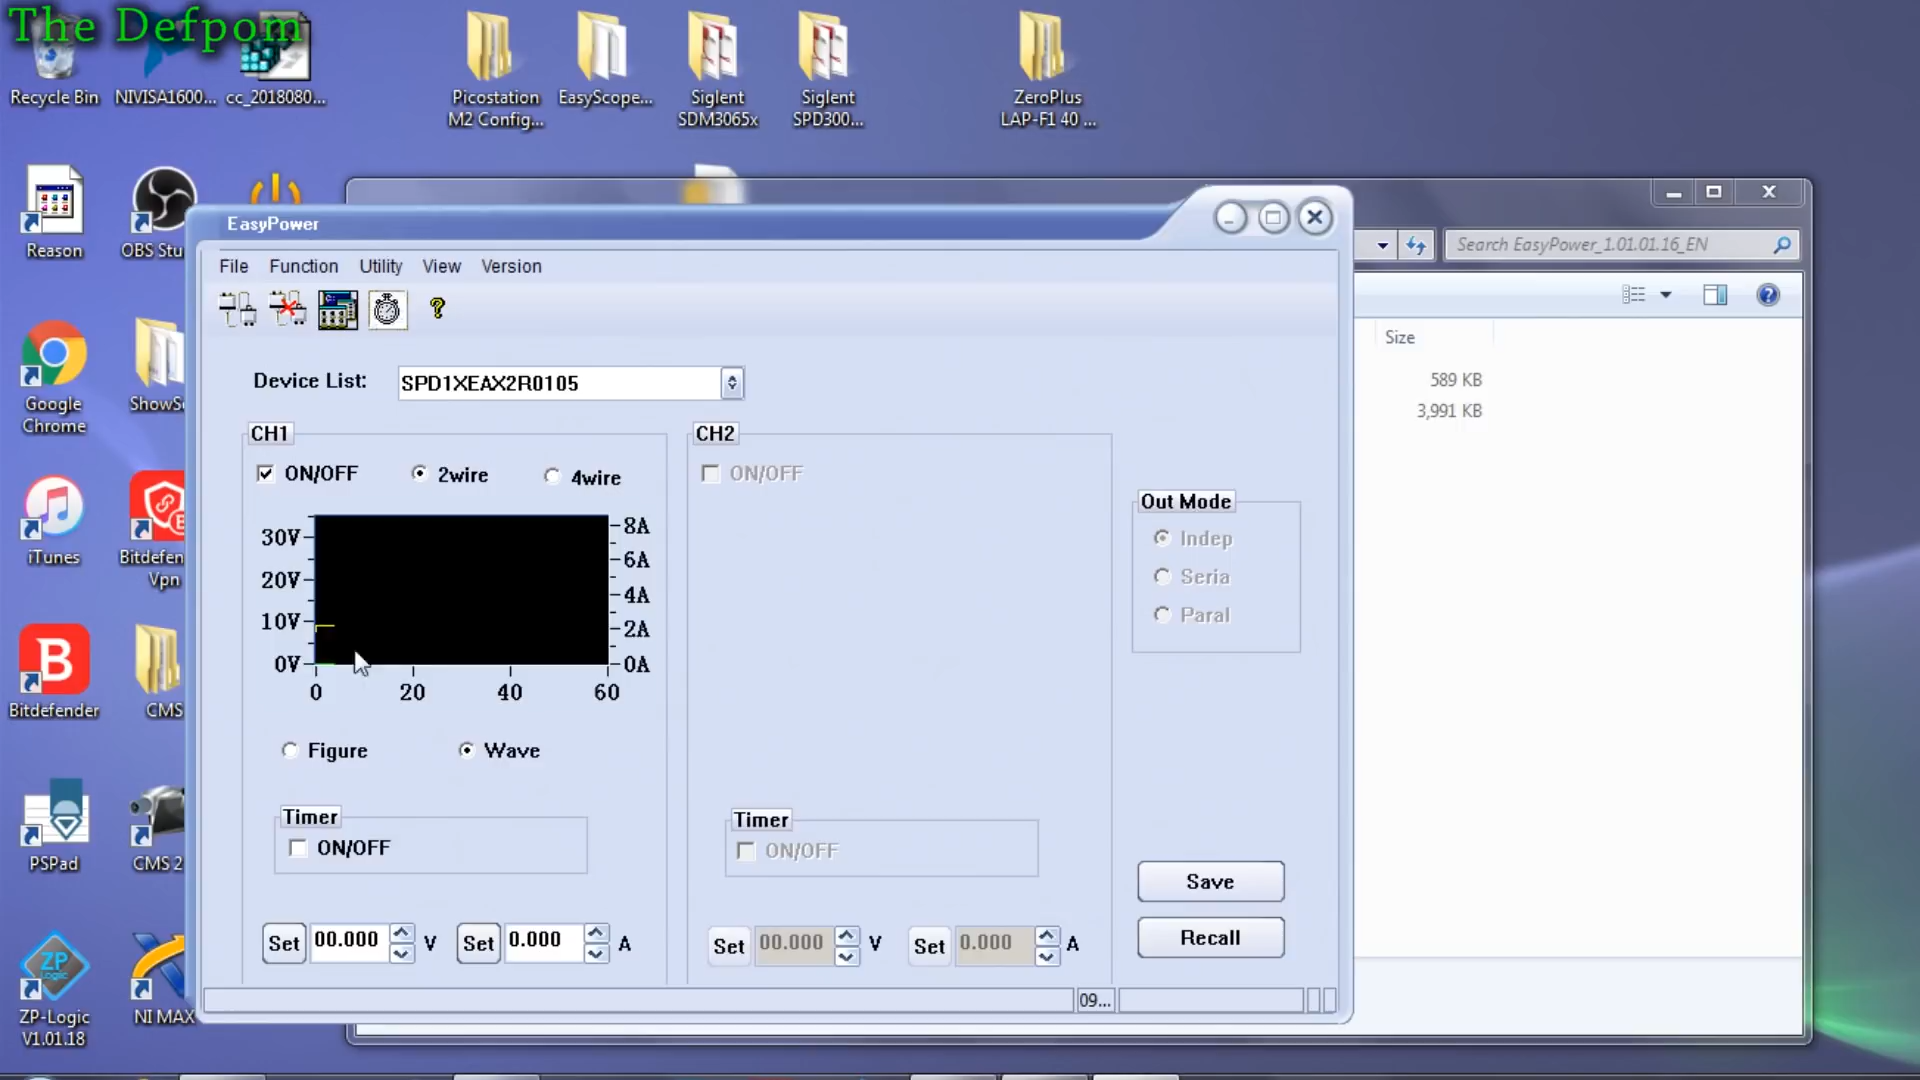 The Defpom
Recycle Bin
NIVISA1600...
cc_2018080...
Picostation
M2 Config...
EasyScope...
Siglent
SDM3065x
Siglent
SPD300...
ZeroPlus
LAP-F1 40 ...
Reason
OBS Stu
Google
Chrome
ShowS
iTunes
Bitdefen
Vpn
Bitdefender
CMS
PSPad
CMS 2
ZP-Logic
V1.01.18
NI MAX
EasyPower
File
Function
Utility
View
Version
Device List:
SPD1XEAX2R0105
CH1
ON/OFF
2wire
4wire
30V
20V
10V
0V
8A
6A
4A
2A
0A
0
20
40
60
Figure
Wave
Timer
ON/OFF
Set
00.000
V
Set
0.000
A
CH2
ON/OFF
Timer
ON/OFF
Set
00.000
V
Set
0.000
A
Out Mode
Indep
Seria
Paral
Save
Recall
09...
Search EasyPower_1.01.01.16_EN
Size
589 KB
3,991 KB
ZP
Logic
B